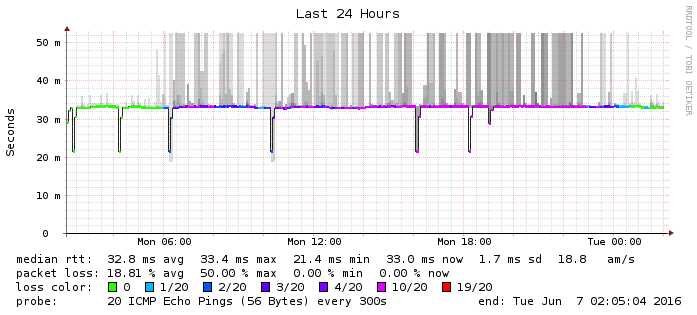 Last 24 Hours
RRDTOOL / TOBI OETIKER
Seconds
50 m
40 m
30 m
20 m
10 m
0
Mon 06:00 Mon 12:00 Mon 18:00 Tue 00:00
median rtt: 32.8 ms avg 33.4 ms max 21.4 ms min 33.0 ms now 1.7 ms sd 18.8 am/s
packet loss: 18.81 % avg 50.00 % max 0.00 % min 0.00 % now
loss color: 0 1/20 2/20 3/20 4/20 10/20 19/20
probe: 20 ICMP Echo Pings (56 Bytes) every 300s end: Tue Jun 7 02:05:04 2016